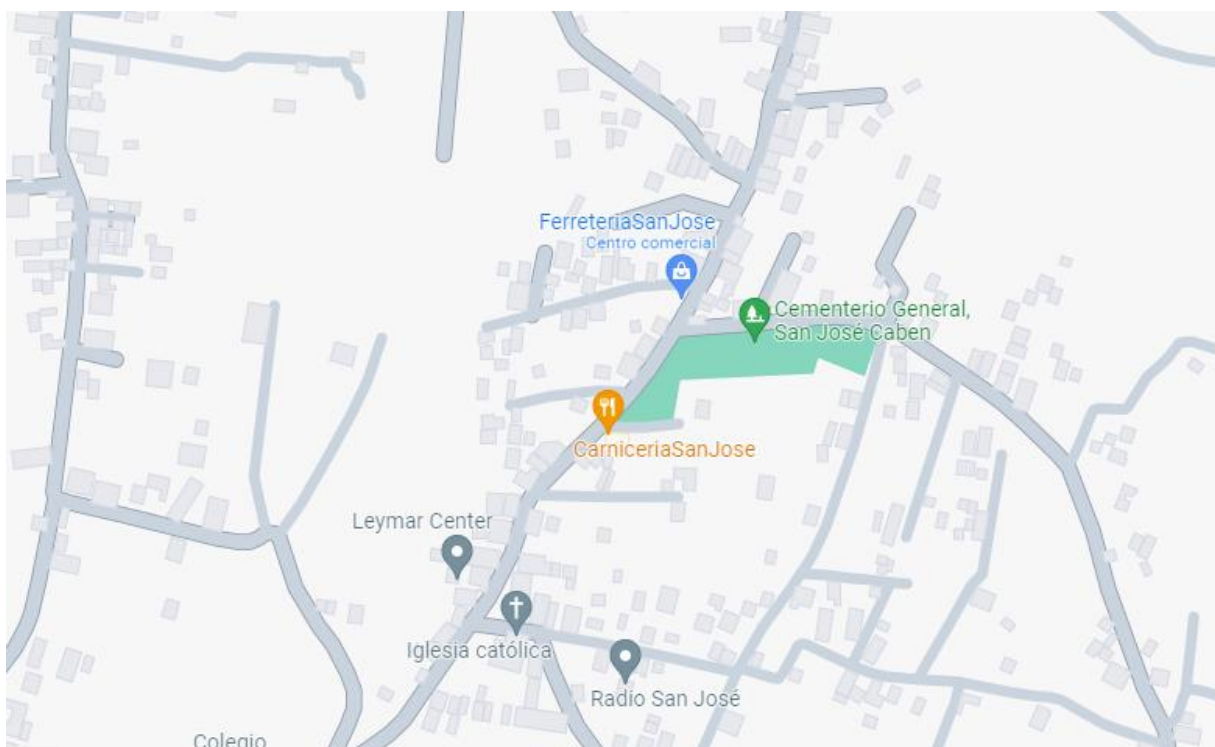 FerreteriaSanJose
Centro comercial
Cementerio General,
San José Caben
CarniceriaSanJose
Leymar Center
Iglesia católica
Radio San José
Colegio